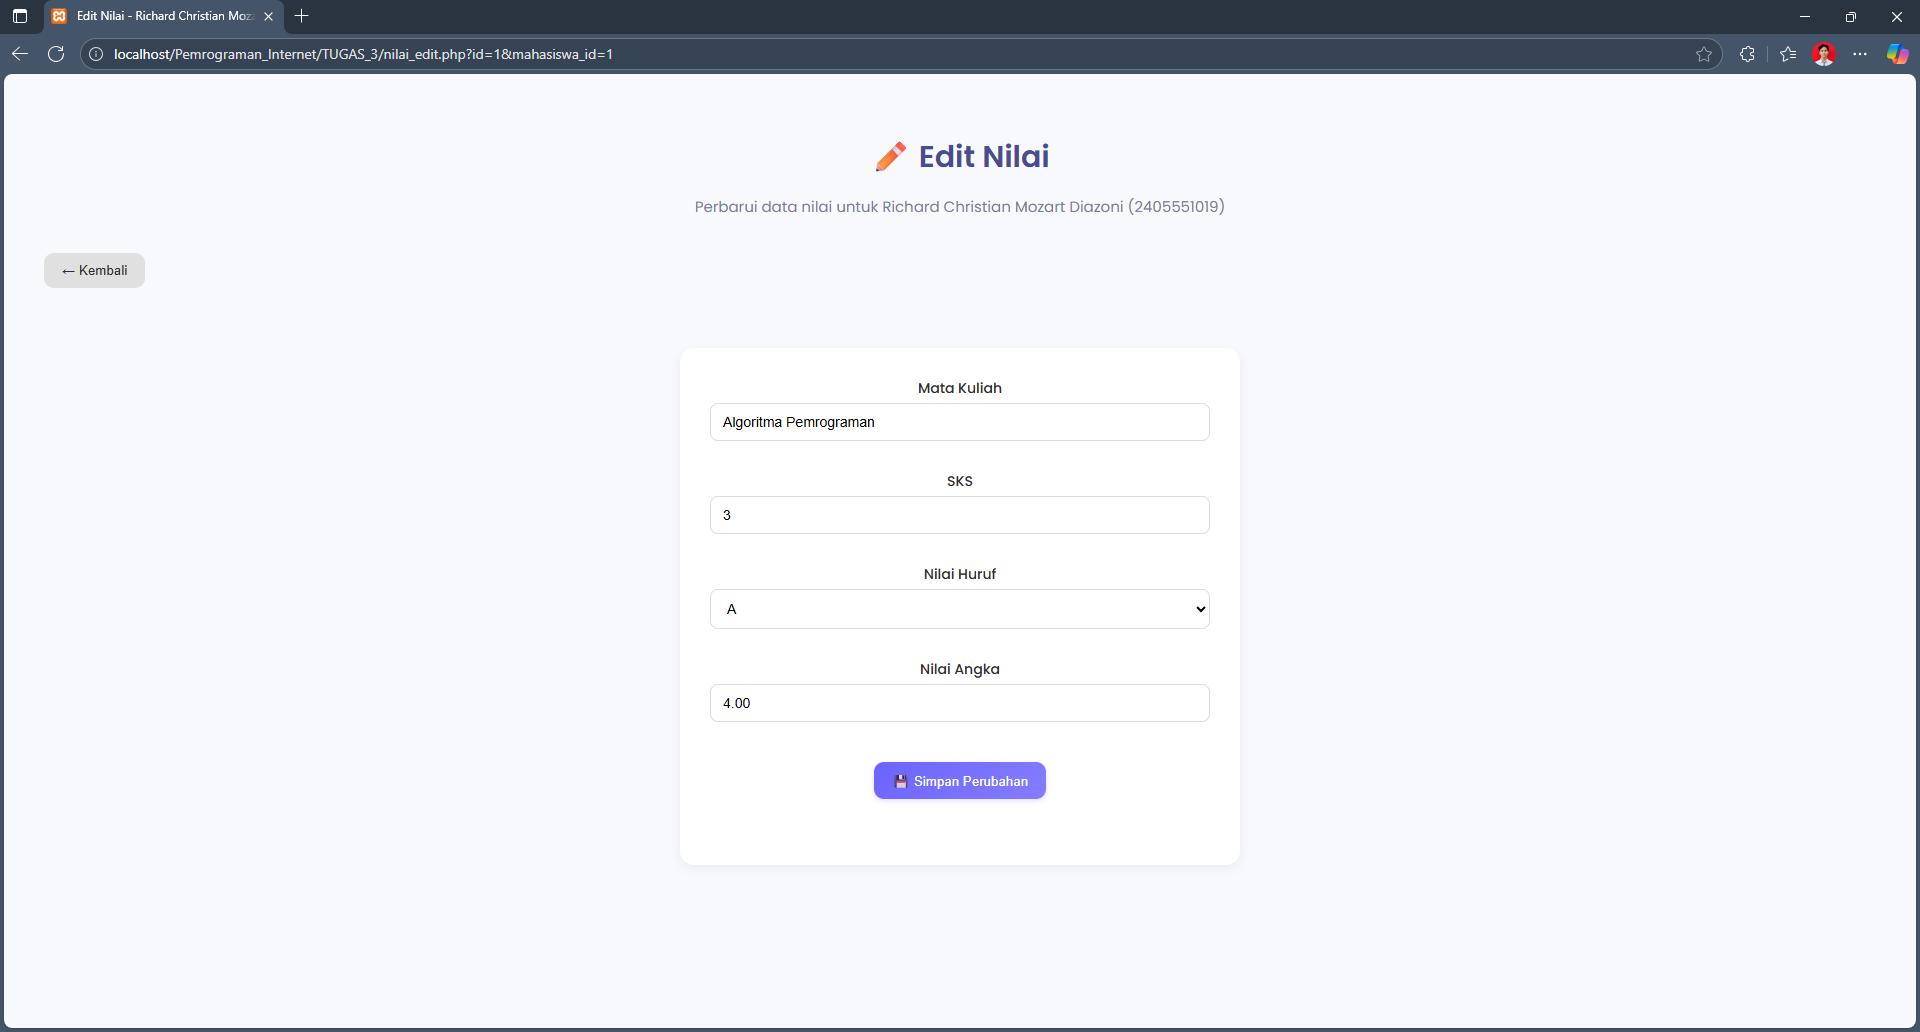 Edit Nilai - Richard Christian Moz
localhost/Pemrograman_Internet/TUGAS_3/nilai_edit.php?id=1&mahasiswa_id=1
Edit Nilai
Perbarui data nilai untuk Richard Christian Mozart Diazoni (2405551019)
← Kembali
Mata Kuliah
Algoritma Pemrograman
SKS
3
Nilai Huruf
A
Nilai Angka
4.00
Simpan Perubahan